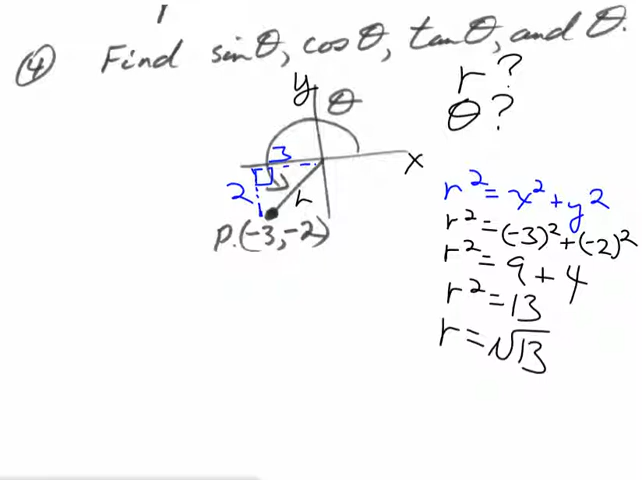 ④ Find sinθ, cosθ, tanθ, and θ.
r?
θ?
y
θ
x
3
2
r
P.(-3,-2)
r² = x² + y²
r² = (-3)² + (-2)²
r² = 9 + 4
r² = 13
r = √13